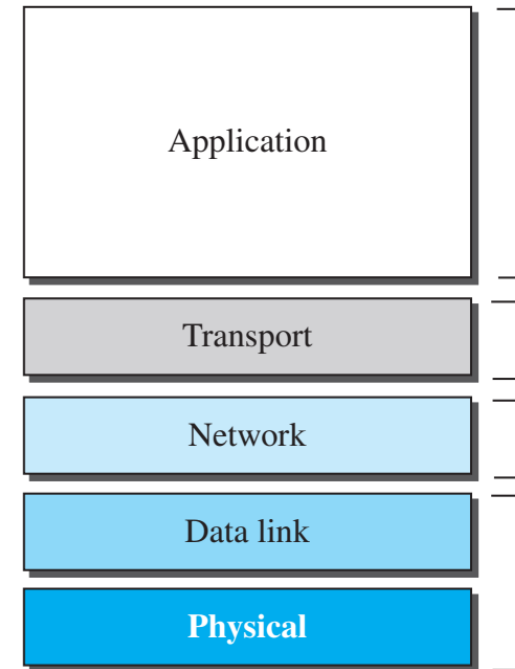 Application
Transport
Network
Data link
Physical